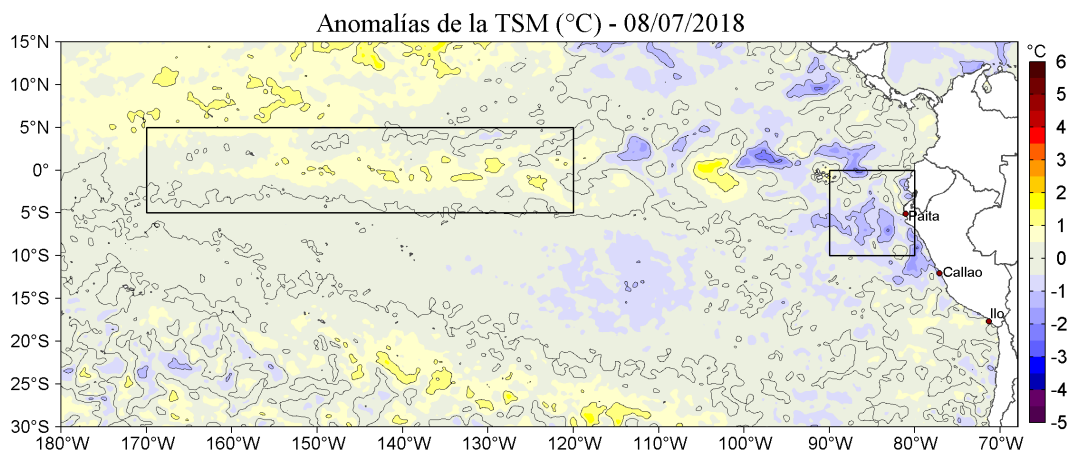 Anomalías de la TSM (°C) - 08/07/2018
15°N
10°N
5°N
0°
5°S
10°S
15°S
20°S
25°S
30°S
180°W
170°W
160°W
150°W
140°W
130°W
120°W
110°W
100°W
90°W
80°W
70°W
Paita
Callao
Ilo
°C
6
5
4
3
2
1
0
-1
-2
-3
-4
-5